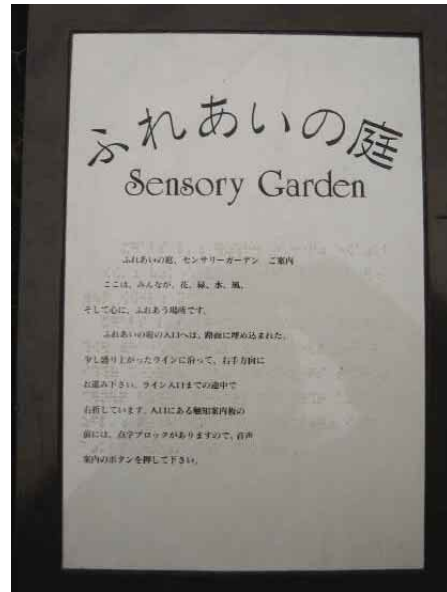 ふれあいの庭
Sensory Garden
ふれあいの庭、センサリーガーデン　ご案内
ここは、みんなが、花、緑、水、風、
そして心に、ふれあう場所です。
ふれあいの庭の入口へは、路面に埋め込まれた、
少し盛り上がったラインに沿って、右手方向に
お進み下さい。ライン入口までの途中で
右折しています。入口にある触知案内板の
前には、点字ブロックがありますので、音声
案内のボタンを押して下さい。